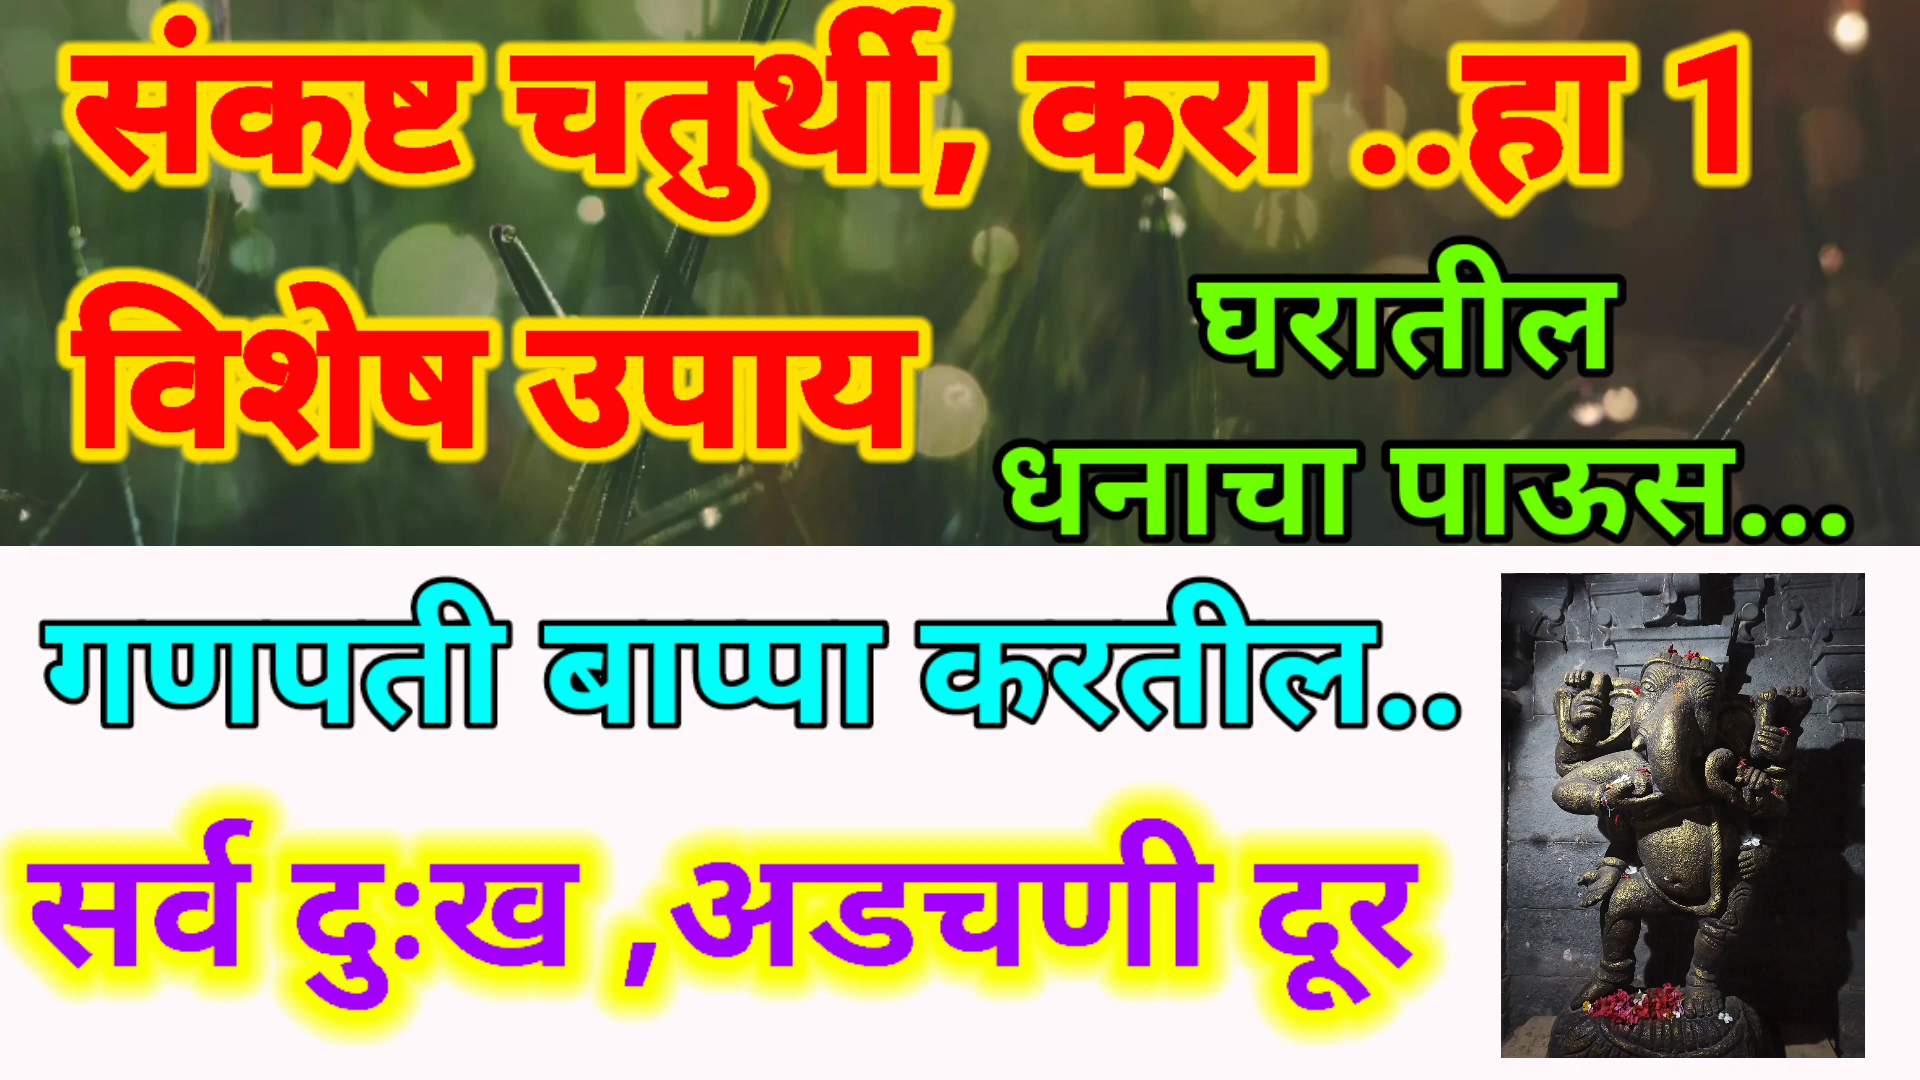 संकष्ट चतुर्थी, करा ..हा 1
विशेष उपाय
घरातील
धनाचा पाऊस...
गणपती बाप्पा करतील..
सर्व दु:ख ,अडचणी दूर